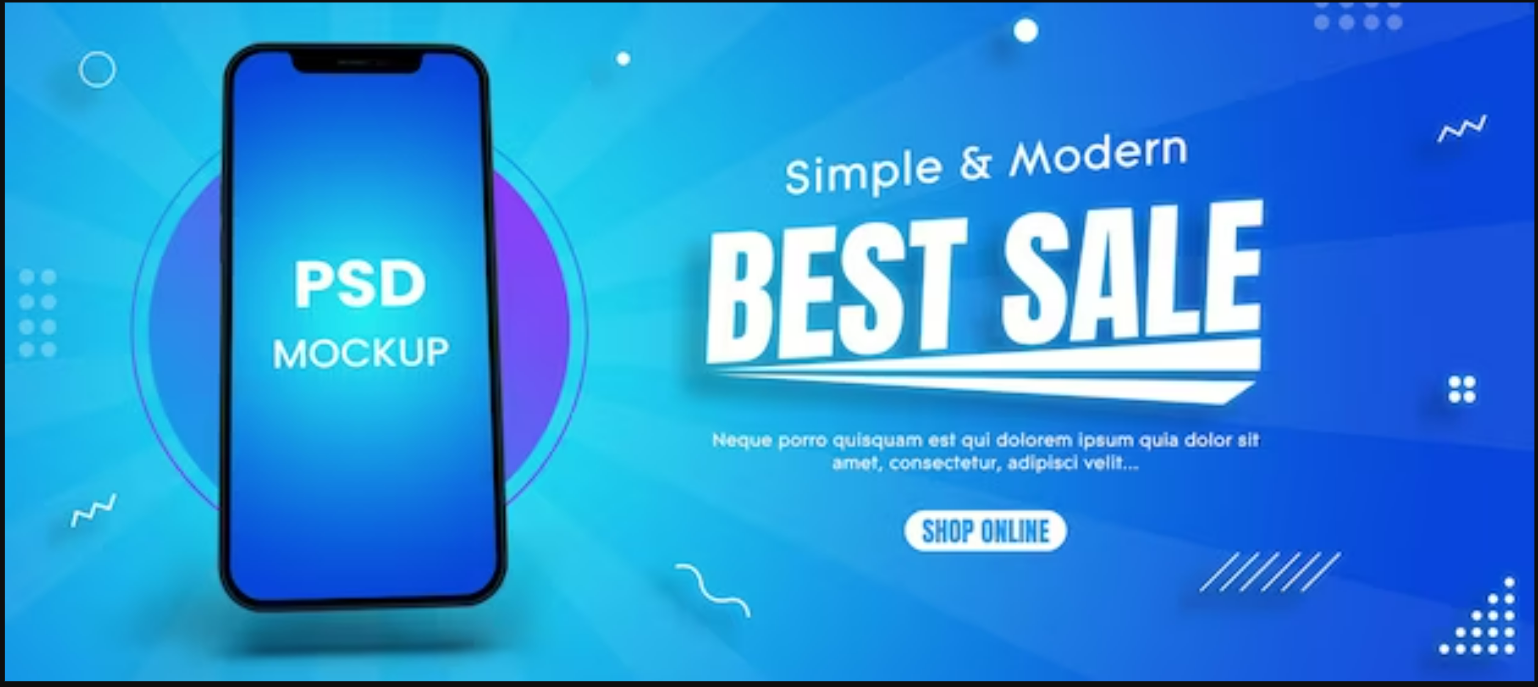 PSD
MOCKUP
Simple & Modern
BEST SALE
Neque porro quisquam est qui dolorem ipsum quia dolor sit
amet, consectetur, adipisci velit...
SHOP ONLINE